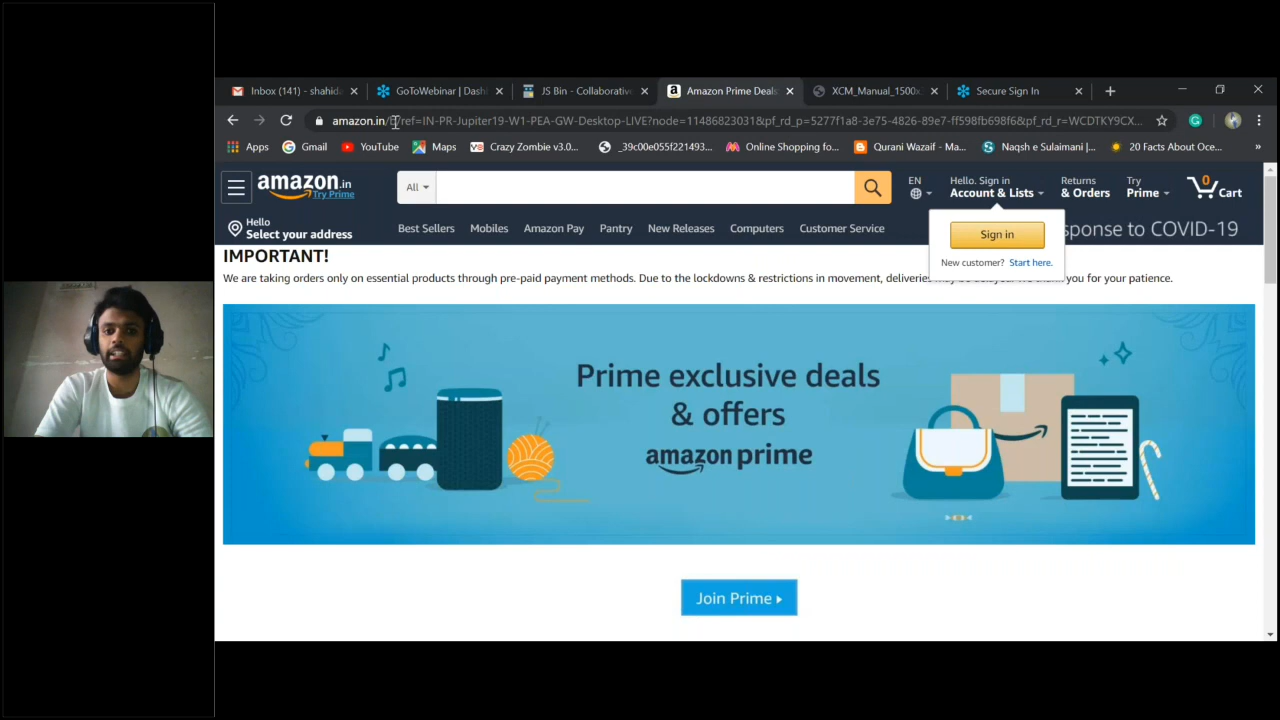 Inbox (141) - shahida
GoToWebinar | Dash
JS Bin - Collaborative
Amazon Prime Deals
XCM_Manual_1500x
Secure Sign In
amazon.in/b?ref=IN-PR-Jupiter19-W1-PEA-GW-Desktop-LIVE?node=11486823031&pf_rd_p=5277f1a8-3e75-4826-89e7-ff598fb698f6&pf_rd_r=WCDTKY9CX...
Apps
Gmail
YouTube
Maps
Crazy Zombie v3.0...
_39c00e055f221493...
Online Shopping fo...
Qurani Wazaif - Ma...
Naqsh e Sulaimani |...
20 Facts About Oce...
»
amazon.in
Try Prime
All
EN
Hello. Sign in
Account & Lists
Returns
& Orders
Try
Prime
0
Cart
Hello
Select your address
Best Sellers
Mobiles
Amazon Pay
Pantry
New Releases
Computers
Customer Service
sponse to COVID-19
Sign in
New customer? Start here.
IMPORTANT!
We are taking orders only on essential products through pre-paid payment methods. Due to the lockdowns & restrictions in movement, deliveries you for your patience.
Prime exclusive deals
& offers
amazon prime
Join Prime